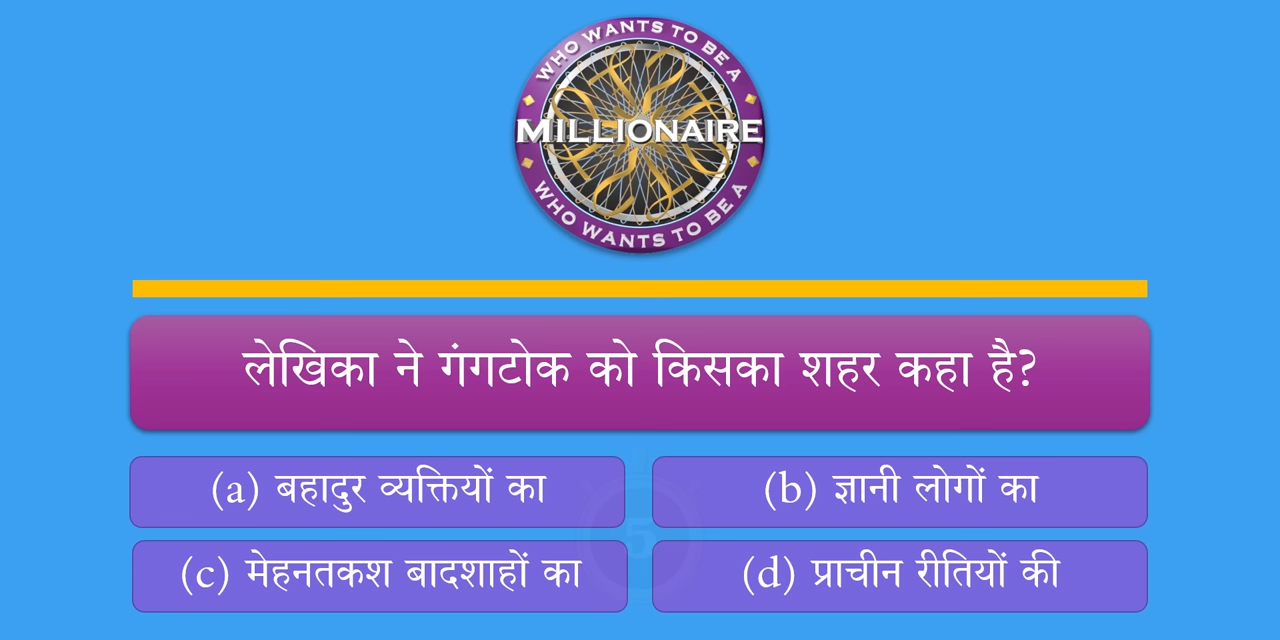 WHO WANTS TO BE A
MILLIONAIRE
WHO WANTS TO BE A
लेखिका ने गंगटोक को किसका शहर कहा है?
(a) बहादुर व्यक्तियों का
(b) ज्ञानी लोगों का
(c) मेहनतकश बादशाहों का
(d) प्राचीन रीतियों की